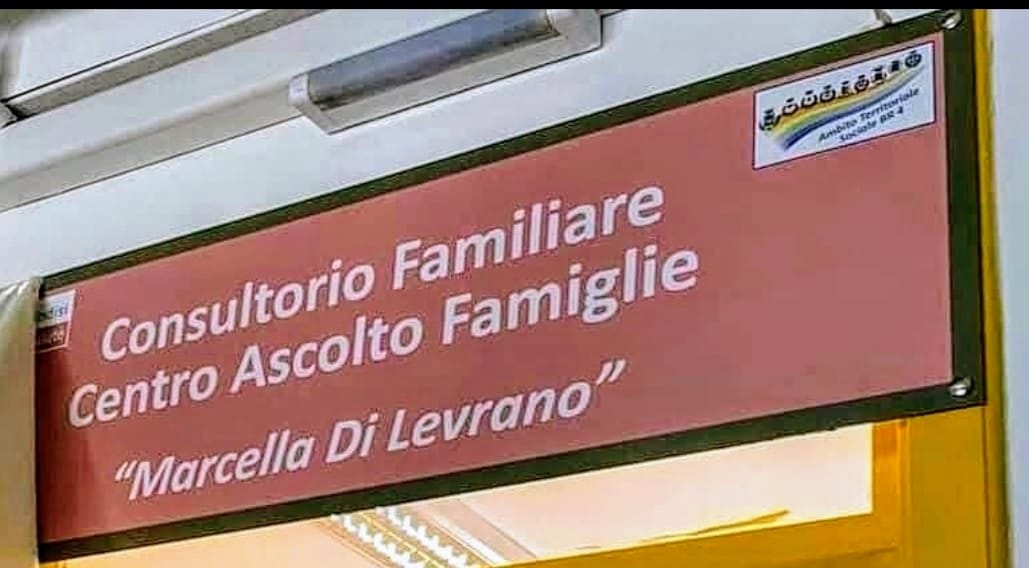 Consultorio Familiare
Centro Ascolto Famiglie
“Marcella Di Levrano”
Ambito Territoriale
Sociale BR 4